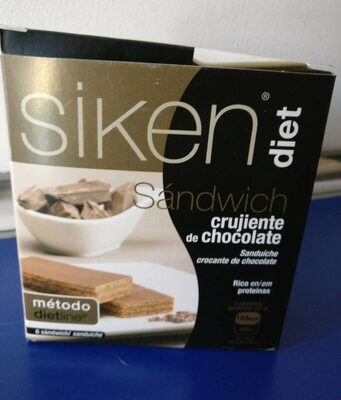 siken®
diet
Sándwich
crujiente
de chocolate
Sanduíche
crocante de chocolate
Rico en/em
proteínas
método
dietline®
6 sándwich/ sanduíche